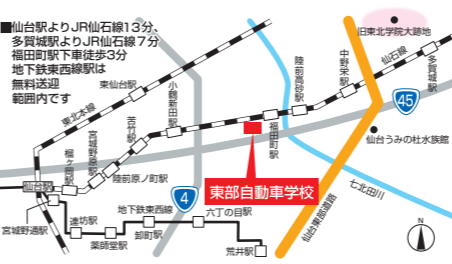 ■仙台駅よりJR仙石線13分、
多賀城駅よりJR仙石線7分
福田町駅下車徒歩3分
地下鉄東西線駅は
無料送迎
範囲内です
旧東北学院大跡地
多賀城駅
仙石線
中野栄駅
陸前高砂駅
45
仙台うみの杜水族館
福田町駅
小鶴新田駅
東仙台駅
東北本線
苦竹駅
宮城野原駅
陸前原ノ町駅
榴ヶ岡駅
仙台駅
宮城野通駅
連坊駅
薬師堂駅
地下鉄東西線
卸町駅
六丁の目駅
荒井駅
4
東部自動車学校
七北田川
仙台東部道路
N